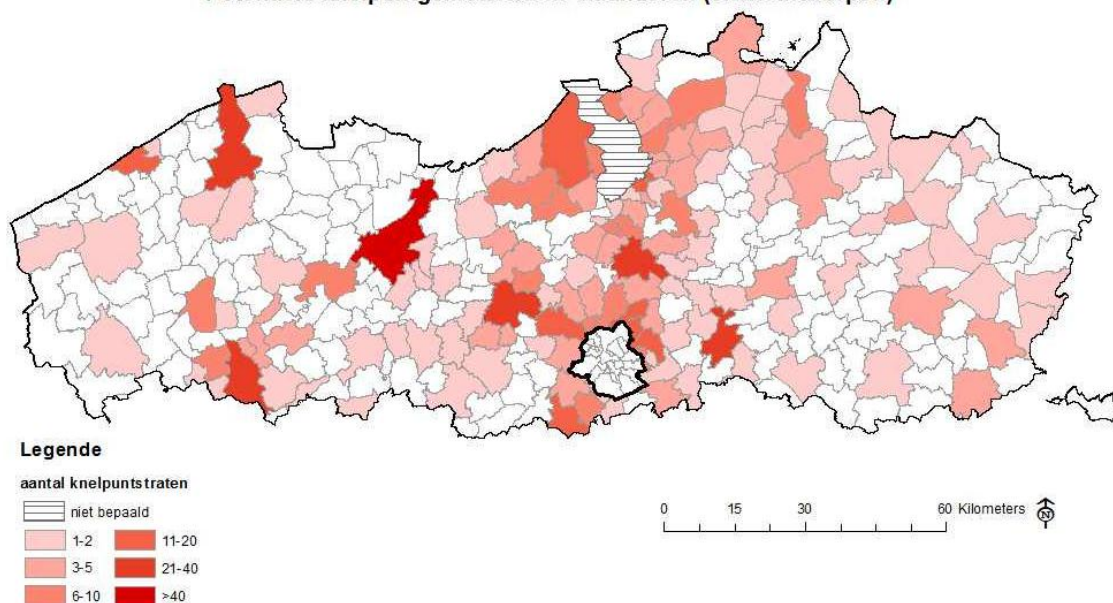 Legende
aantal knelpuntstraten
niet bepaald
1-2 11-20
3-5 21-40
6-10 >40
0 15 30 60 Kilometers
N